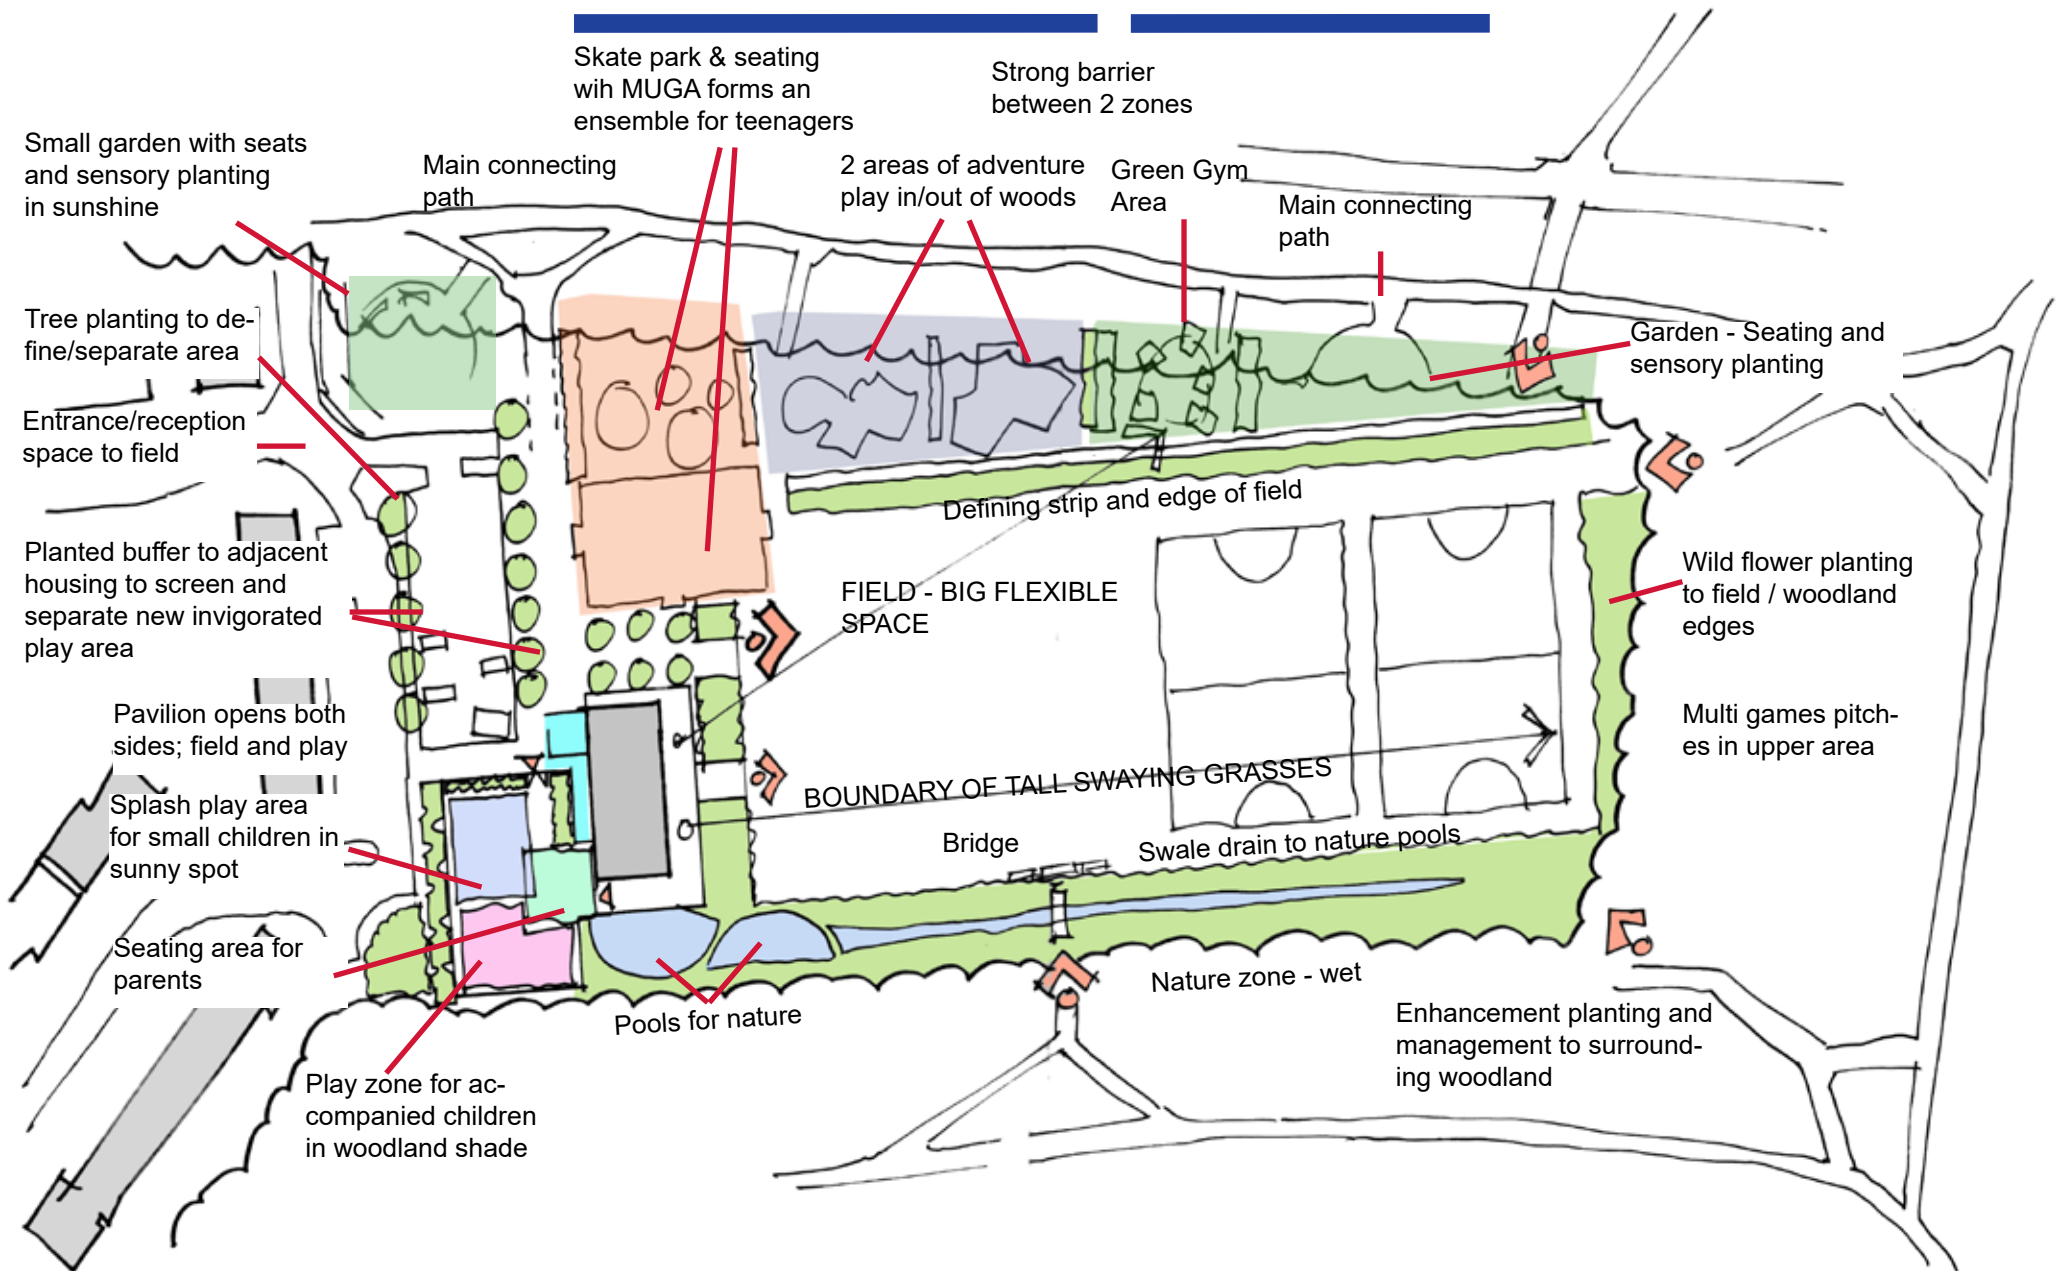 Skate park & seating
wih MUGA forms an
ensemble for teenagers
Strong barrier
between 2 zones
Small garden with seats
and sensory planting
in sunshine
Main connecting
path
2 areas of adventure
play in/out of woods
Green Gym
Area
Main connecting
path
Tree planting to de-
fine/separate area
Garden - Seating and
sensory planting
Entrance/reception
space to field
Defining strip and edge of field
Planted buffer to adjacent
housing to screen and
separate new invigorated
play area
FIELD - BIG FLEXIBLE
SPACE
Wild flower planting
to field / woodland
edges
Pavilion opens both
sides; field and play
Multi games pitch-
es in upper area
BOUNDARY OF TALL SWAYING GRASSES
Splash play area
for small children in
sunny spot
Bridge
Swale drain to nature pools
Seating area for
parents
Nature zone - wet
Pools for nature
Enhancement planting and
management to surround-
ing woodland
Play zone for ac-
companied children
in woodland shade